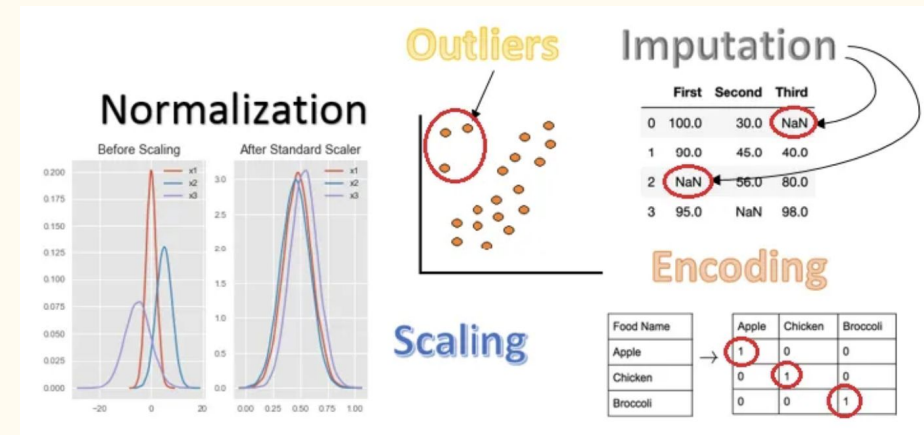 Outliers
Imputation
Normalization
First Second Third
0 100.0 30.0 NaN
1 90.0 45.0 40.0
2 NaN 56.0 80.0
3 95.0 NaN 98.0
Before Scaling
x1
x2
x3
0.200
0.175
0.150
0.125
0.100
0.075
0.050
0.025
0.000
−20 0 20
After Standard Scaler
x1
x2
x3
3.0
2.5
2.0
1.5
1.0
0.5
0.0
0.00 0.25 0.50 0.75 1.00
Encoding
Scaling
Food Name
Apple
Chicken
Broccoli
→
Apple Chicken Broccoli
1 0 0
0 1 0
0 0 1